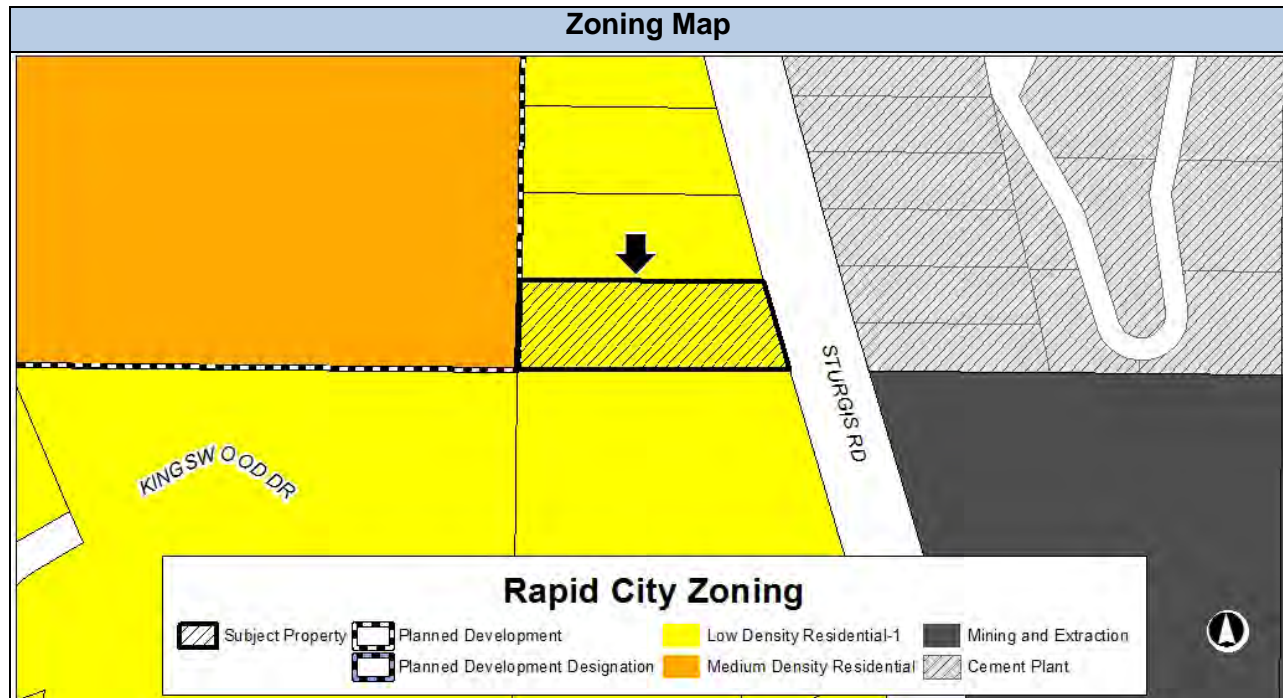 Zoning Map
STURGIS RD
KINGSWOOD DR
Rapid City Zoning
Subject Property Planned Development Low Density Residential-1 Mining and Extraction
Planned Development Designation Medium Density Residential Cement Plant